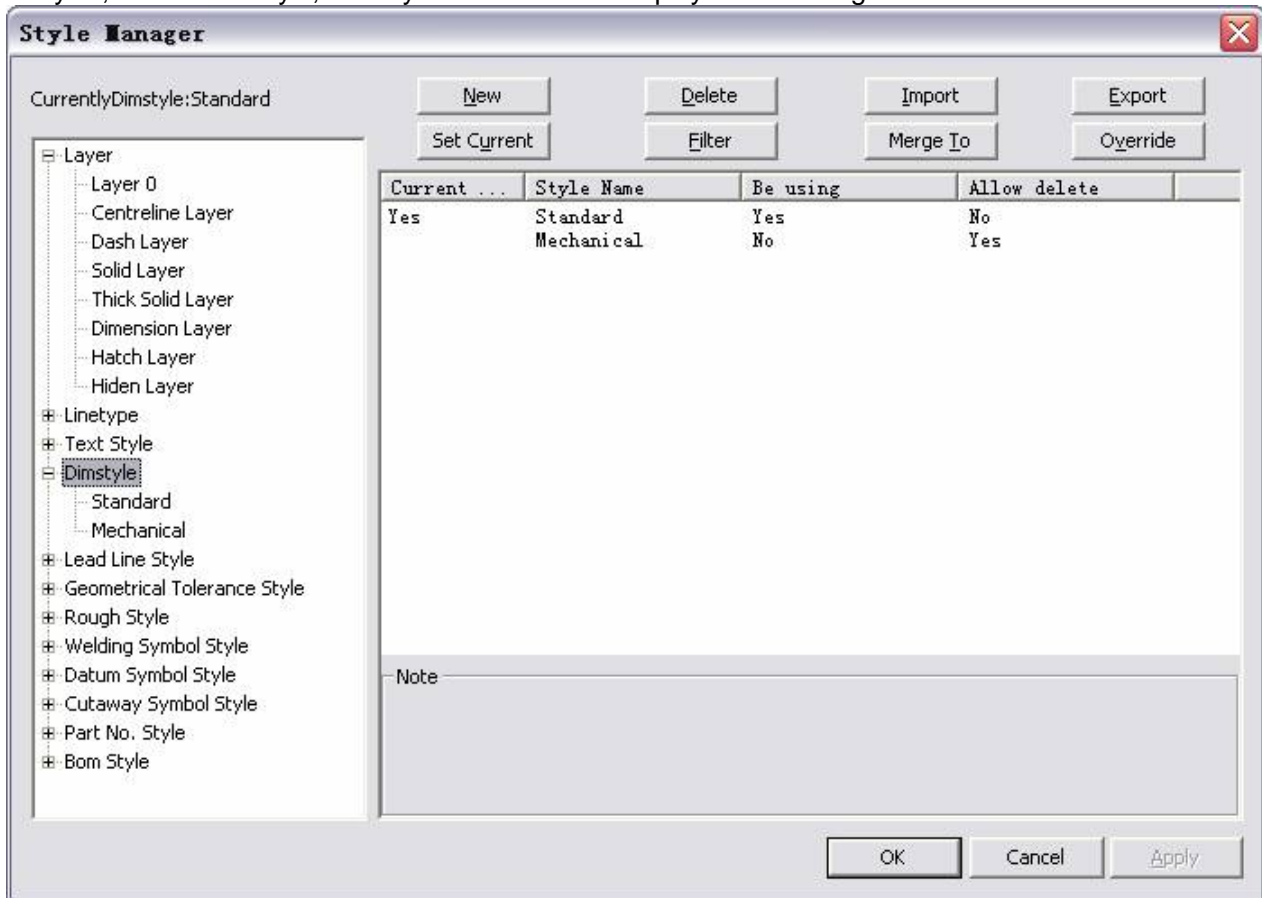 Style Manager
CurrentlyDimstyle:Standard
New Delete Import Export
Set Current Filter Merge To Override
Layer
Layer 0
Centreline Layer
Dash Layer
Solid Layer
Thick Solid Layer
Dimension Layer
Hatch Layer
Hiden Layer
Linetype
Text Style
Dimstyle
Standard
Mechanical
Lead Line Style
Geometrical Tolerance Style
Rough Style
Welding Symbol Style
Datum Symbol Style
Cutaway Symbol Style
Part No. Style
Bom Style
Current ... Style Name Be using Allow delete
Yes Standard Yes No
Mechanical No Yes
Note
OK Cancel Apply